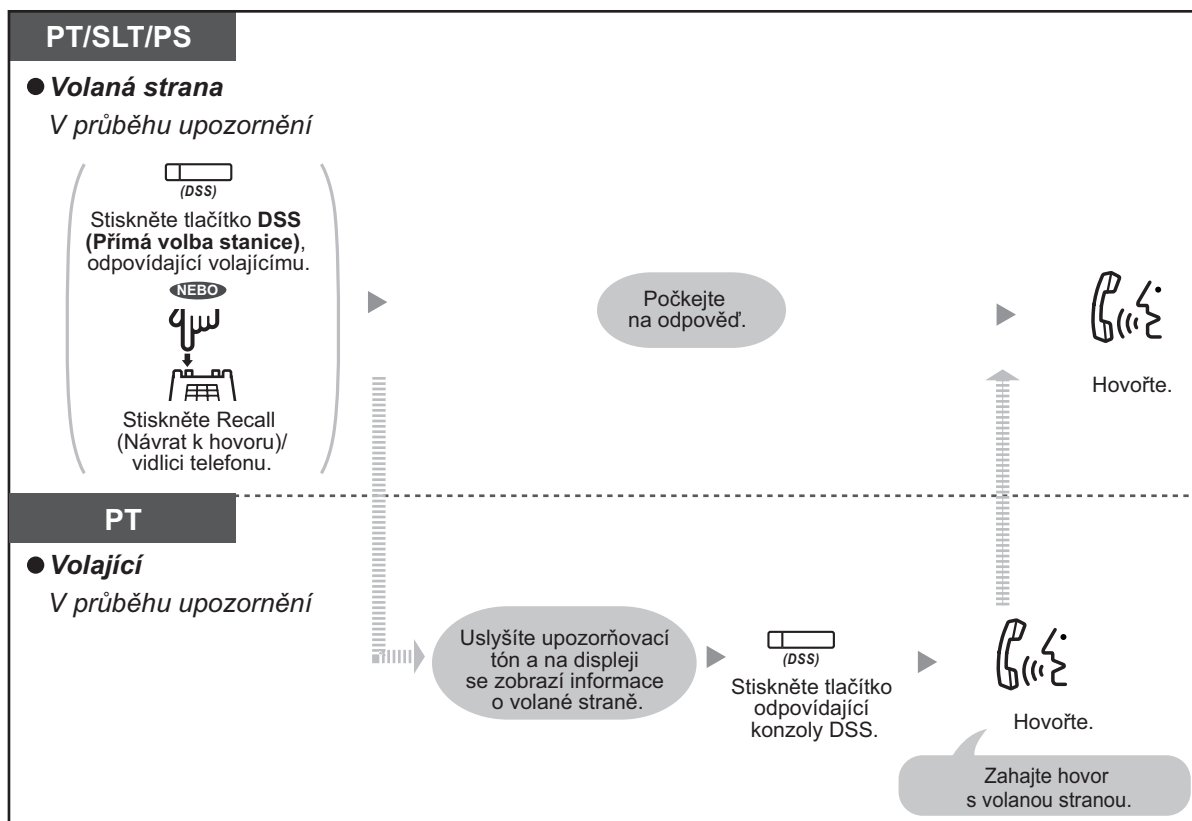 PT/SLT/PS
● Volaná strana
V průběhu upozornění
(DSS)
Stiskněte tlačítko DSS
(Přímá volba stanice),
odpovídající volajícímu.
NEBO
Stiskněte Recall
(Návrat k hovoru)/
vidlici telefonu.
Počkejte
na odpověď.
Hovořte.
PT
● Volající
V průběhu upozornění
Uslyšíte upozorňovací
tón a na displeji
se zobrazí informace
o volané straně.
(DSS)
Stiskněte tlačítko
odpovídající
konzoly DSS.
Hovořte.
Zahajte hovor
s volanou stranou.